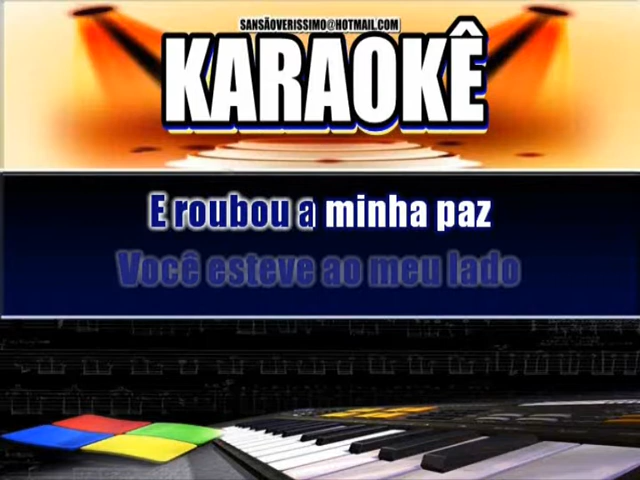 SANSÃOVERISSIMO@HOTMAIL.COM
KARAOKÊ
E roubou a minha paz
Você esteve ao meu lado